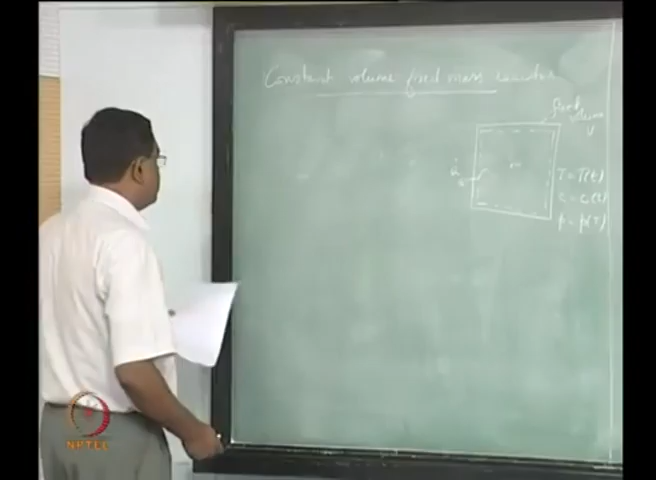 Constant volume fixed mass reactor
fixed
volume
V
Q̇
m
T = T(t)
c = c(t)
p = p(T)
NPTEL